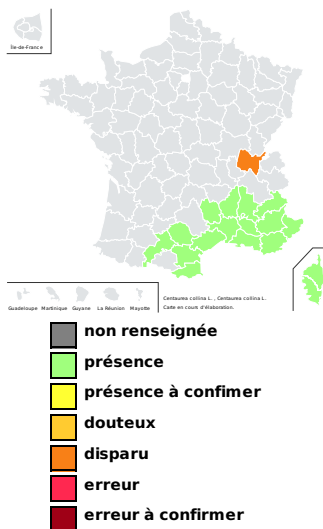 Île-de-France
Centaurea collina L. , Centaurea collina L.
Guadeloupe Martinique Guyane La Réunion Mayotte
Carte en cours d'élaboration.
non renseignée
présence
présence à confimer
douteux
disparu
erreur
erreur à confirmer